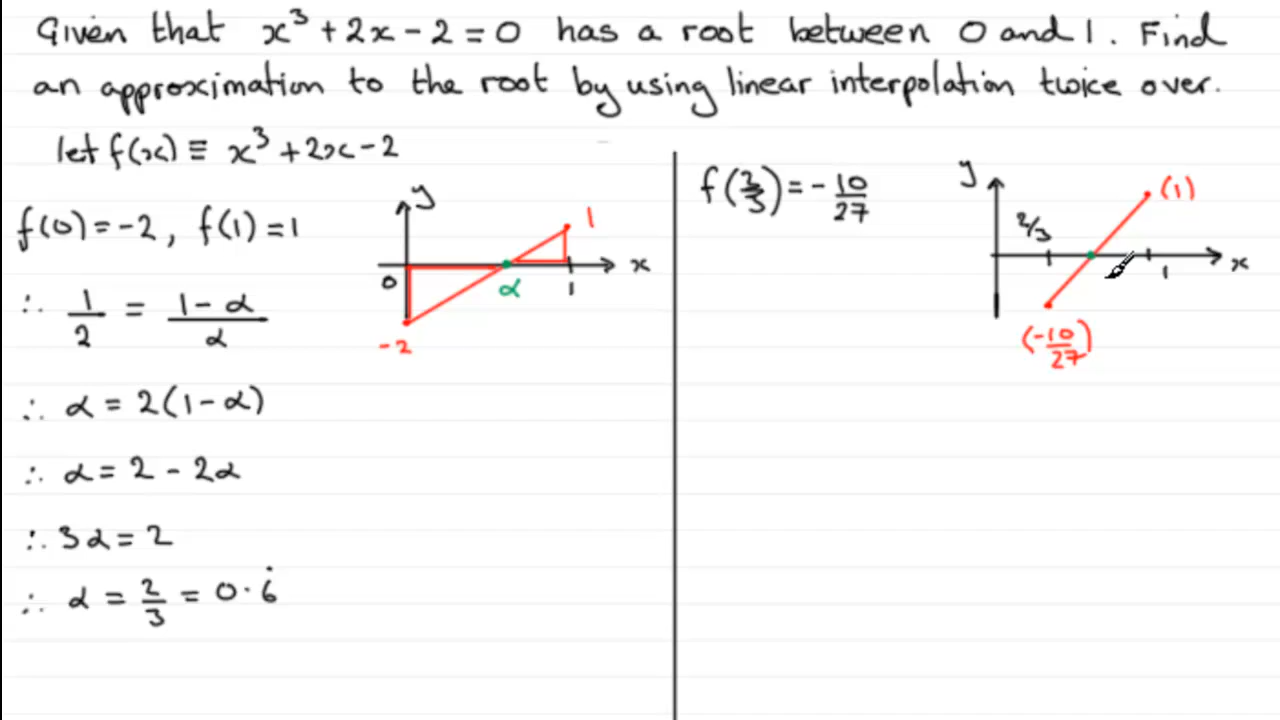 Given that x³ + 2x - 2 = 0 has a root between 0 and 1. Find
an approximation to the root by using linear interpolation twice over.
let f(x) ≡ x³ + 2x - 2
f(0) = -2, f(1) = 1
∴ 1/2 = (1 - α)/α
∴ α = 2(1 - α)
∴ α = 2 - 2α
∴ 3α = 2
∴ α = 2/3 = 0.6̇
y
1
0
α
1
x
-2
f(2/3) = -10/27
y
(1)
2/3
1
x
(-10/27)